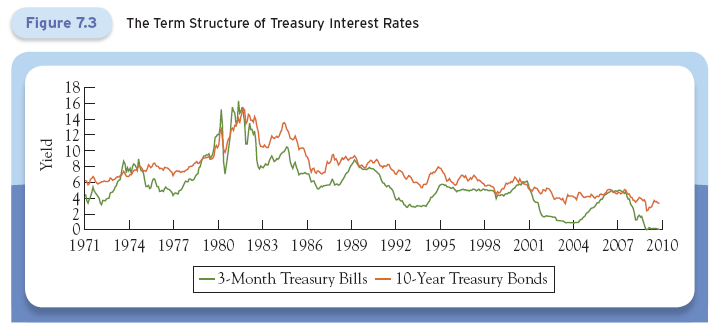 Figure 7.3 The Term Structure of Treasury Interest Rates
Yield
18
16
14
12
10
8
6
4
2
0
1971 1974 1977 1980 1983 1986 1989 1992 1995 1998 2001 2004 2007 2010
3-Month Treasury Bills 10-Year Treasury Bonds